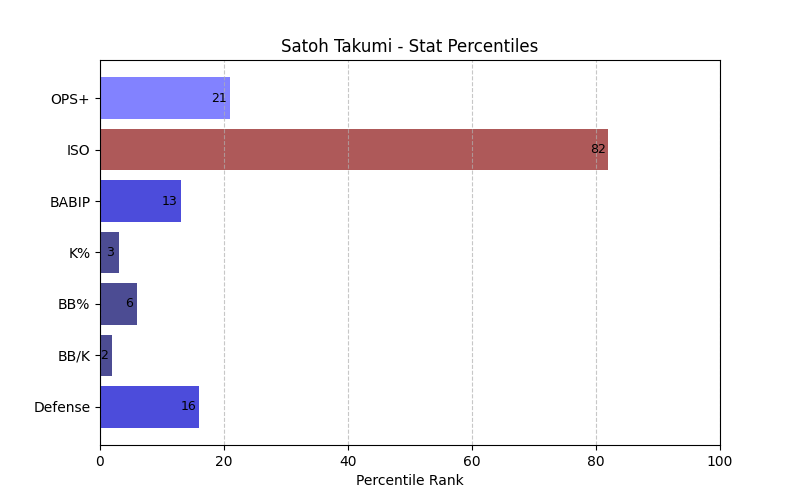 Satoh Takumi - Stat Percentiles
OPS+ 21
ISO 82
BABIP 13
K% 3
BB% 6
BB/K 2
Defense 16
0 20 40 60 80 100
Percentile Rank